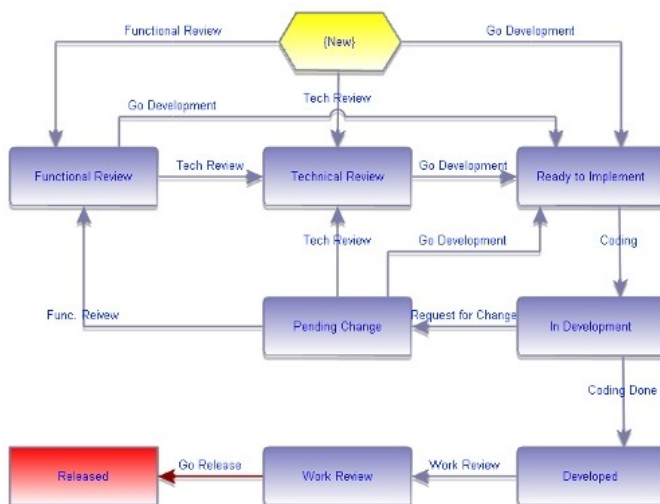 Functional Review
{New}
Go Development
Go Development
Tech Review
Functional Review
Tech Review
Technical Review
Go Development
Ready to Implement
Tech Review
Go Development
Coding
Func. Reivew
Pending Change
Request for Change
In Development
Coding Done
Released
Go Release
Work Review
Work Review
Developed